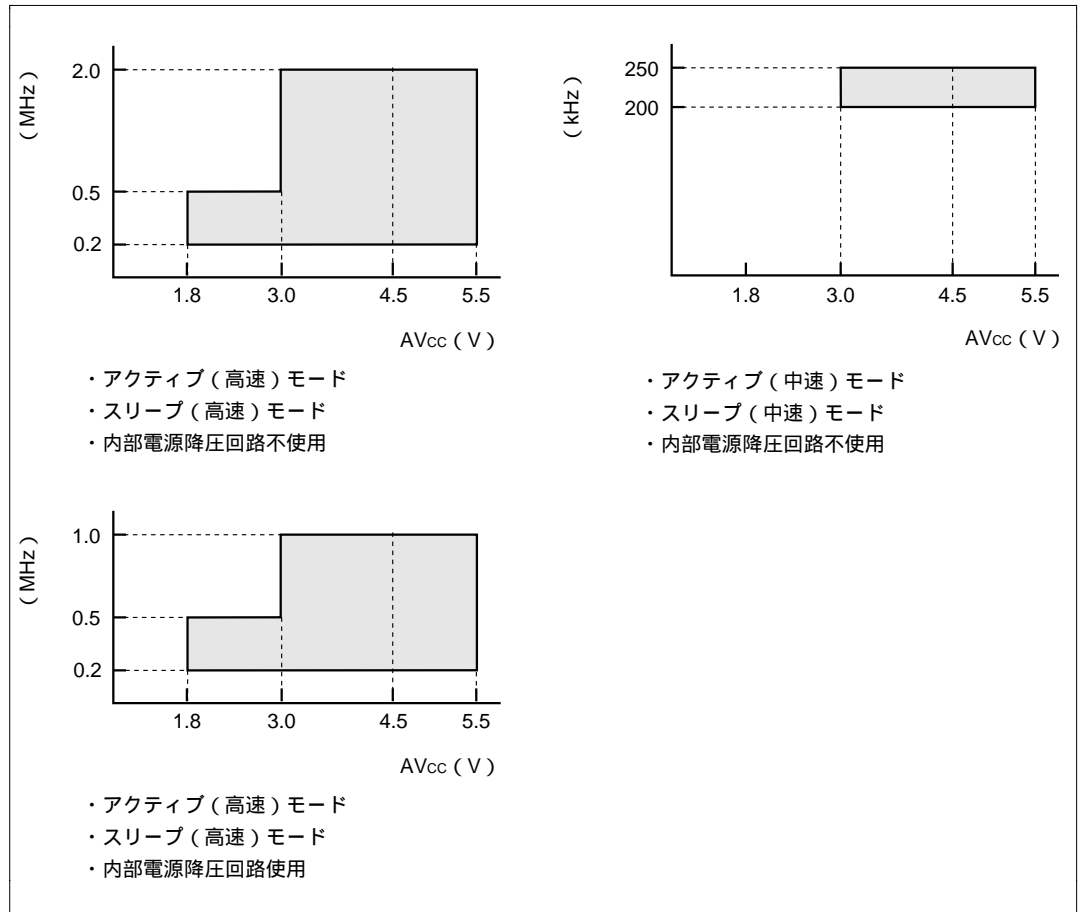 (MHz)
2.0
0.5
0.2
1.8 3.0 4.5 5.5
AVcc(V)
・アクティブ(高速)モード
・スリープ(高速)モード
・内部電源降圧回路不使用
(kHz)
250
200
1.8 3.0 4.5 5.5
AVcc(V)
・アクティブ(中速)モード
・スリープ(中速)モード
・内部電源降圧回路不使用
(MHz)
1.0
0.5
0.2
1.8 3.0 4.5 5.5
AVcc(V)
・アクティブ(高速)モード
・スリープ(高速)モード
・内部電源降圧回路使用